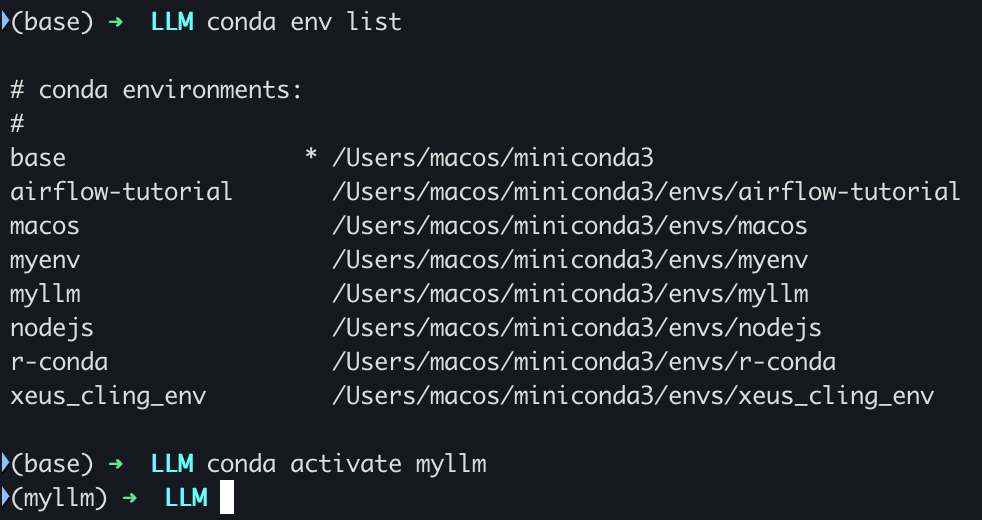 (base) ➜ LLM conda env list
# conda environments:
#
base * /Users/macos/miniconda3
airflow-tutorial /Users/macos/miniconda3/envs/airflow-tutorial
macos /Users/macos/miniconda3/envs/macos
myenv /Users/macos/miniconda3/envs/myenv
myllm /Users/macos/miniconda3/envs/myllm
nodejs /Users/macos/miniconda3/envs/nodejs
r-conda /Users/macos/miniconda3/envs/r-conda
xeus_cling_env /Users/macos/miniconda3/envs/xeus_cling_env
(base) ➜ LLM conda activate myllm
(myllm) ➜ LLM